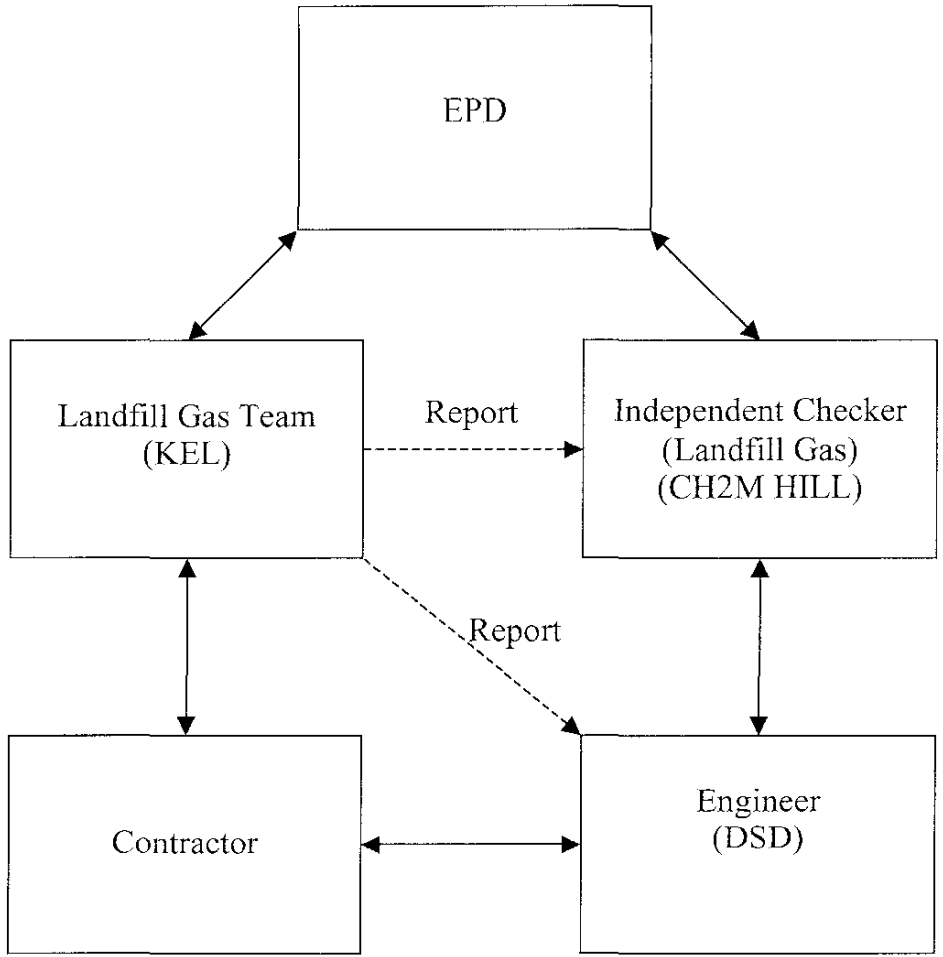 EPD
Landfill Gas Team
(KEL)
Report
Independent Checker
(Landfill Gas)
(CH2M HILL)
Report
Contractor
Engineer
(DSD)